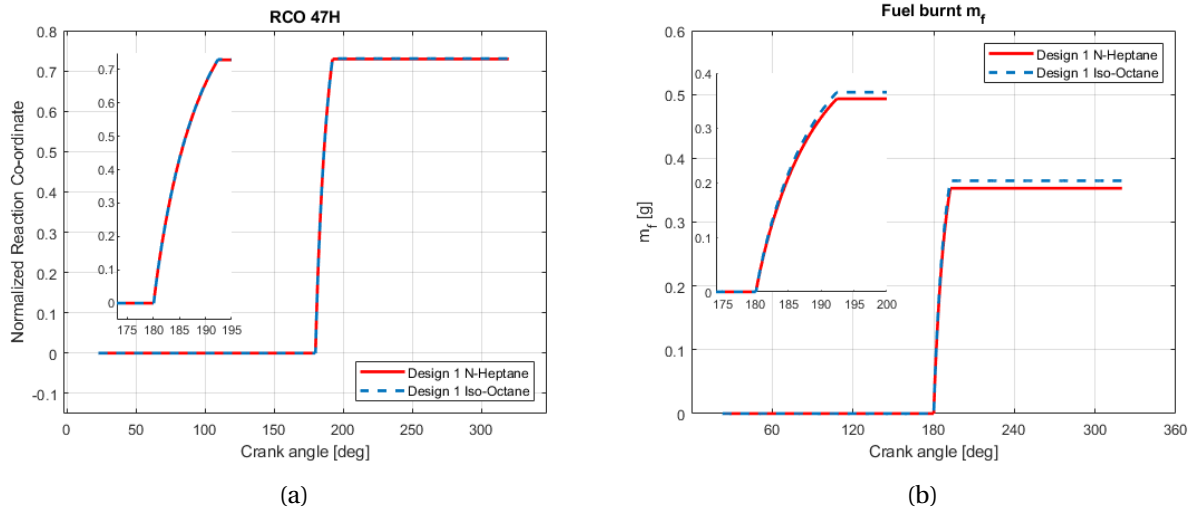 RCO 47H
Normalized Reaction Co-ordinate
0.8
0.7
0.6
0.5
0.4
0.3
0.2
0.1
0
-0.1
0.7
0.6
0.5
0.4
0.3
0.2
0.1
0
175 180 185 190 195
Design 1 N-Heptane
Design 1 Iso-Octane
0 50 100 150 200 250 300
Crank angle [deg]
(a)
Fuel burnt m_f
m_f [g]
0.6
0.5
0.4
0.3
0.2
0.1
0
Design 1 N-Heptane
Design 1 Iso-Octane
0.4
0.3
0.2
0.1
0
175 180 185 190 195 200
60 120 180 240 300 360
Crank angle [deg]
(b)